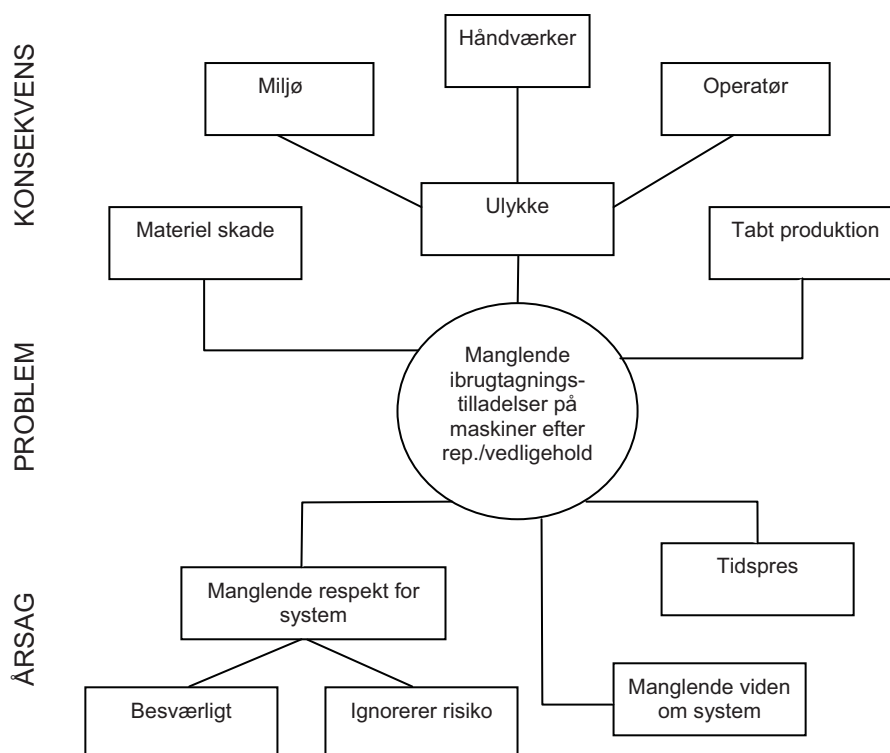 KONSEKVENS
Håndværker
Miljø
Operatør
Ulykke
Materiel skade
Tabt produktion
PROBLEM
Manglende
ibrugtagnings-
tilladelser på
maskiner efter
rep./vedligehold
ÅRSAG
Tidspres
Manglende respekt for
system
Manglende viden
om system
Besværligt
Ignorerer risiko